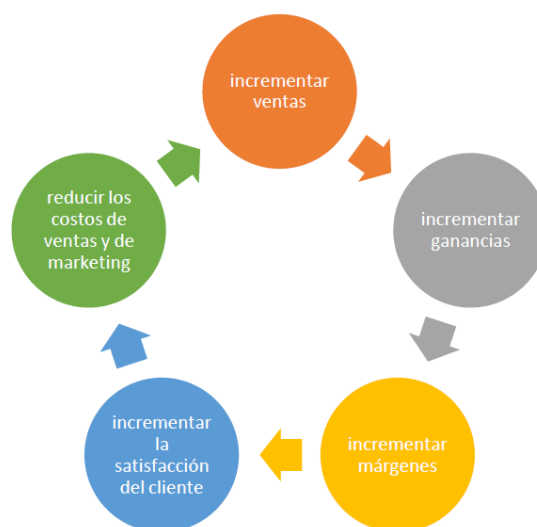 incrementar
ventas
incrementar
ganancias
incrementar
márgenes
incrementar
la
satisfacción
del cliente
reducir los
costos de
ventas y de
marketing